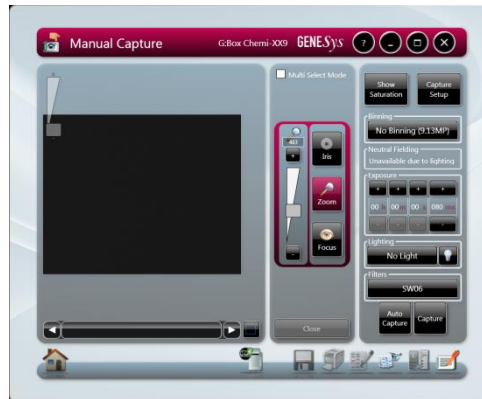 Manual Capture
G:Box Chemi-XX9 GENESys
?
Multi Select Mode
Show
Saturation
Capture
Setup
Binning
No Binning (9.13MP)
Neutral Fielding
Unavailable due to lighting
Exposure
00 00 00 080
Lighting
No Light
Filters
SW06
Auto
Capture
Capture
Iris
Zoom
Focus
Close